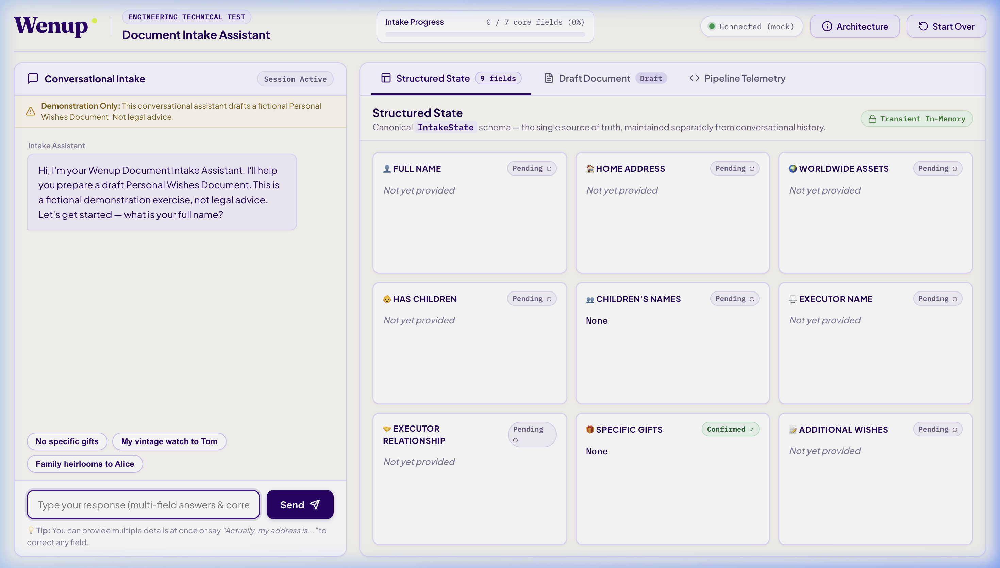 Wenup
ENGINEERING TECHNICAL TEST
Document Intake Assistant
Intake Progress
0 / 7 core fields (0%)
Connected (mock)
Architecture
Start Over
Conversational Intake
Session Active
Demonstration Only: This conversational assistant drafts a fictional Personal
Wishes Document. Not legal advice.
Intake Assistant
Hi, I'm your Wenup Document Intake Assistant. I'll help
you prepare a draft Personal Wishes Document. This is
a fictional demonstration exercise, not legal advice.
Let's get started — what is your full name?
No specific gifts
My vintage watch to Tom
Family heirlooms to Alice
Type your response (multi-field answers & corre
Send
💡 Tip: You can provide multiple details at once or say "Actually, my address is..." to
correct any field.
Structured State
9 fields
Draft Document
Draft
Pipeline Telemetry
Structured State
Canonical IntakeState schema — the single source of truth, maintained separately from conversational history.
Transient In-Memory
👤 FULL NAME
Pending ○
Not yet provided
🏠 HOME ADDRESS
Pending ○
Not yet provided
🌍 WORLDWIDE ASSETS
Pending ○
Not yet provided
👶 HAS CHILDREN
Pending ○
Not yet provided
👥 CHILDREN'S NAMES
Pending ○
None
⚖️ EXECUTOR NAME
Pending ○
Not yet provided
🤝 EXECUTOR
RELATIONSHIP
Pending
○
Not yet provided
🎁 SPECIFIC GIFTS
Confirmed ✓
None
📝 ADDITIONAL WISHES
Pending ○
Not yet provided